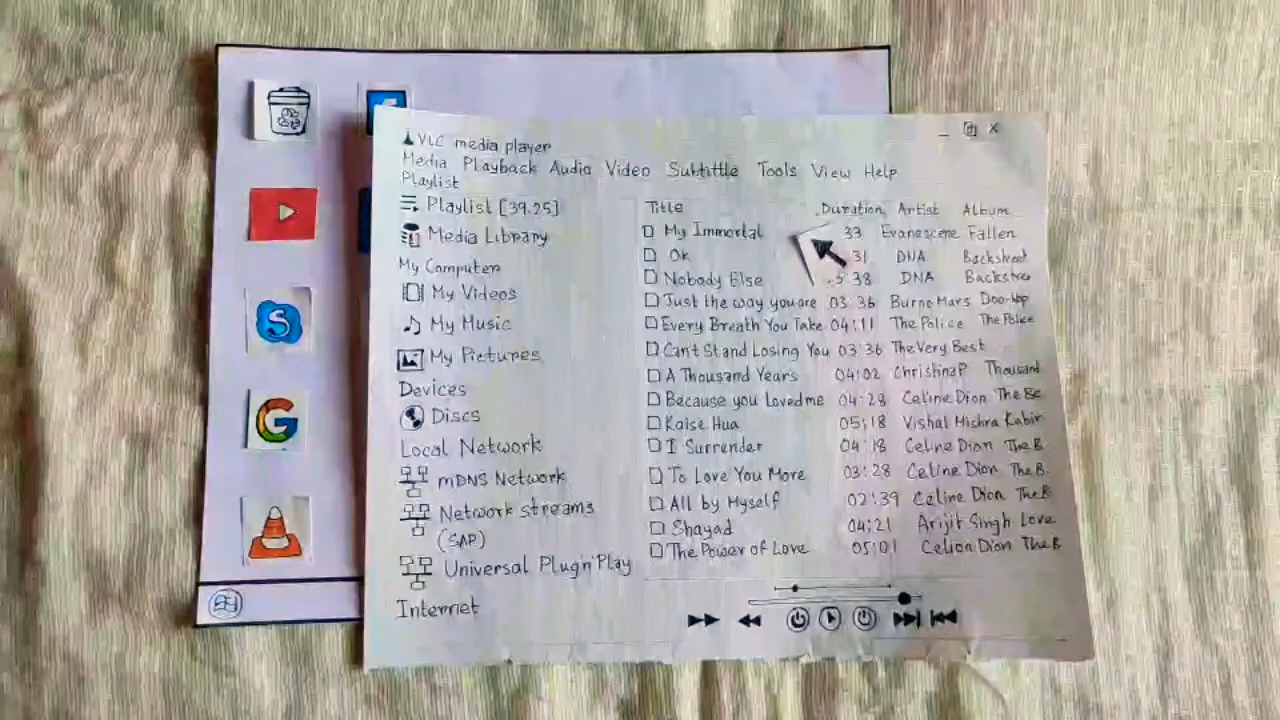 VLC media player
Media Playback Audio Video Subtittle Tools View Help
Playlist
Playlist [39.25]
Media Library
My Computer
My Videos
My Music
My Pictures
Devices
Discs
Local Network
mDNS Network
Network streams
(SAP)
Universal Plug'n'Play
Internet
Title Duration Artist Album
My Immortal 33 Evanescene Fallen
Ok 31 DNA Backstreet
Nobody Else 5:38 DNA Backstree
Just the way you are 03:36 Burno Mars Doo-Wop
Every Breath You Take 04:11 The Police The Police
Can't Stand Losing You 03:36 The Very Best
A Thousand Years 04:02 Christina P Thousand
Because you Loved me 04:28 Celine Dion The Be
Kaise Hua 05:18 Vishal Mishra Kabir
I Surrender 04:18 Celine Dion The B
To Love You More 03:28 Celine Dion The B.
All by Myself 02:39 Celine Dion The B
Shayad 04:21 Arijit Singh Love
The Power of Love 05:01 Celion Dion The B